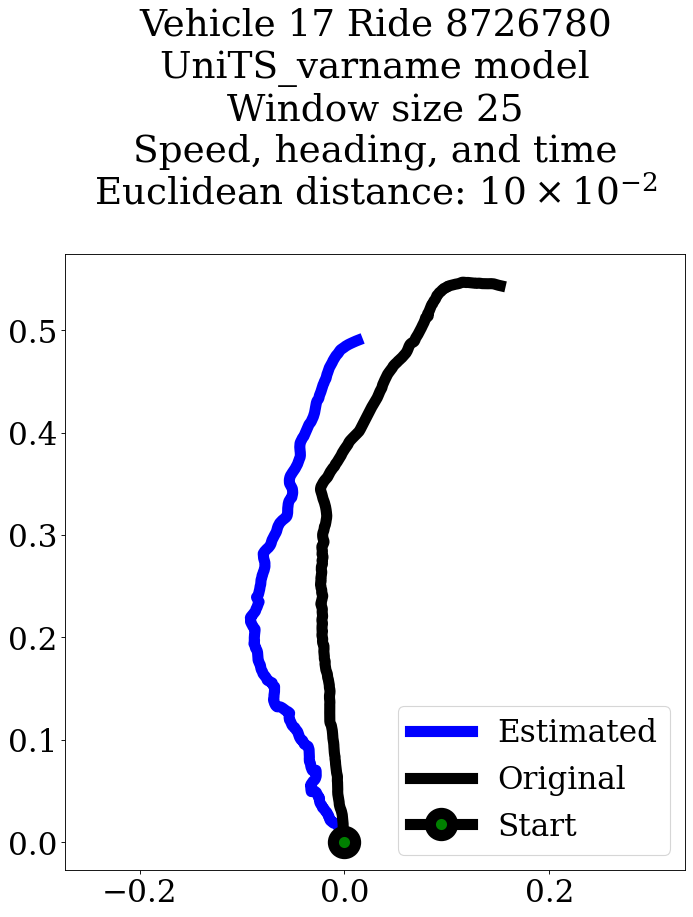 Vehicle 17 Ride 8726780
UniTS_varname model
Window size 25
Speed, heading, and time
Euclidean distance: 10 × 10⁻²
0.5
0.4
0.3
0.2
0.1
0.0
−0.2 0.0 0.2
Estimated
Original
Start